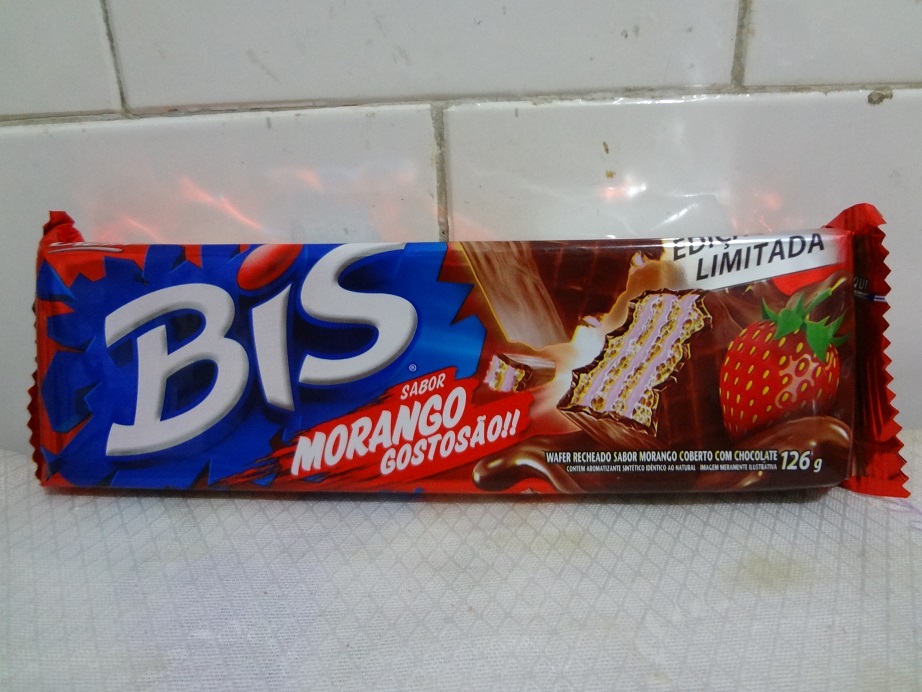 BIS
®
SABOR
MORANGO
GOSTOSÃO!!
LIMITADA
WAFER RECHEADO SABOR MORANGO COBERTO COM CHOCOLATE 126 g
CONTÉM AROMATIZANTE SINTÉTICO IDÊNTICO AO NATURAL IMAGEM MERAMENTE ILUSTRATIVA